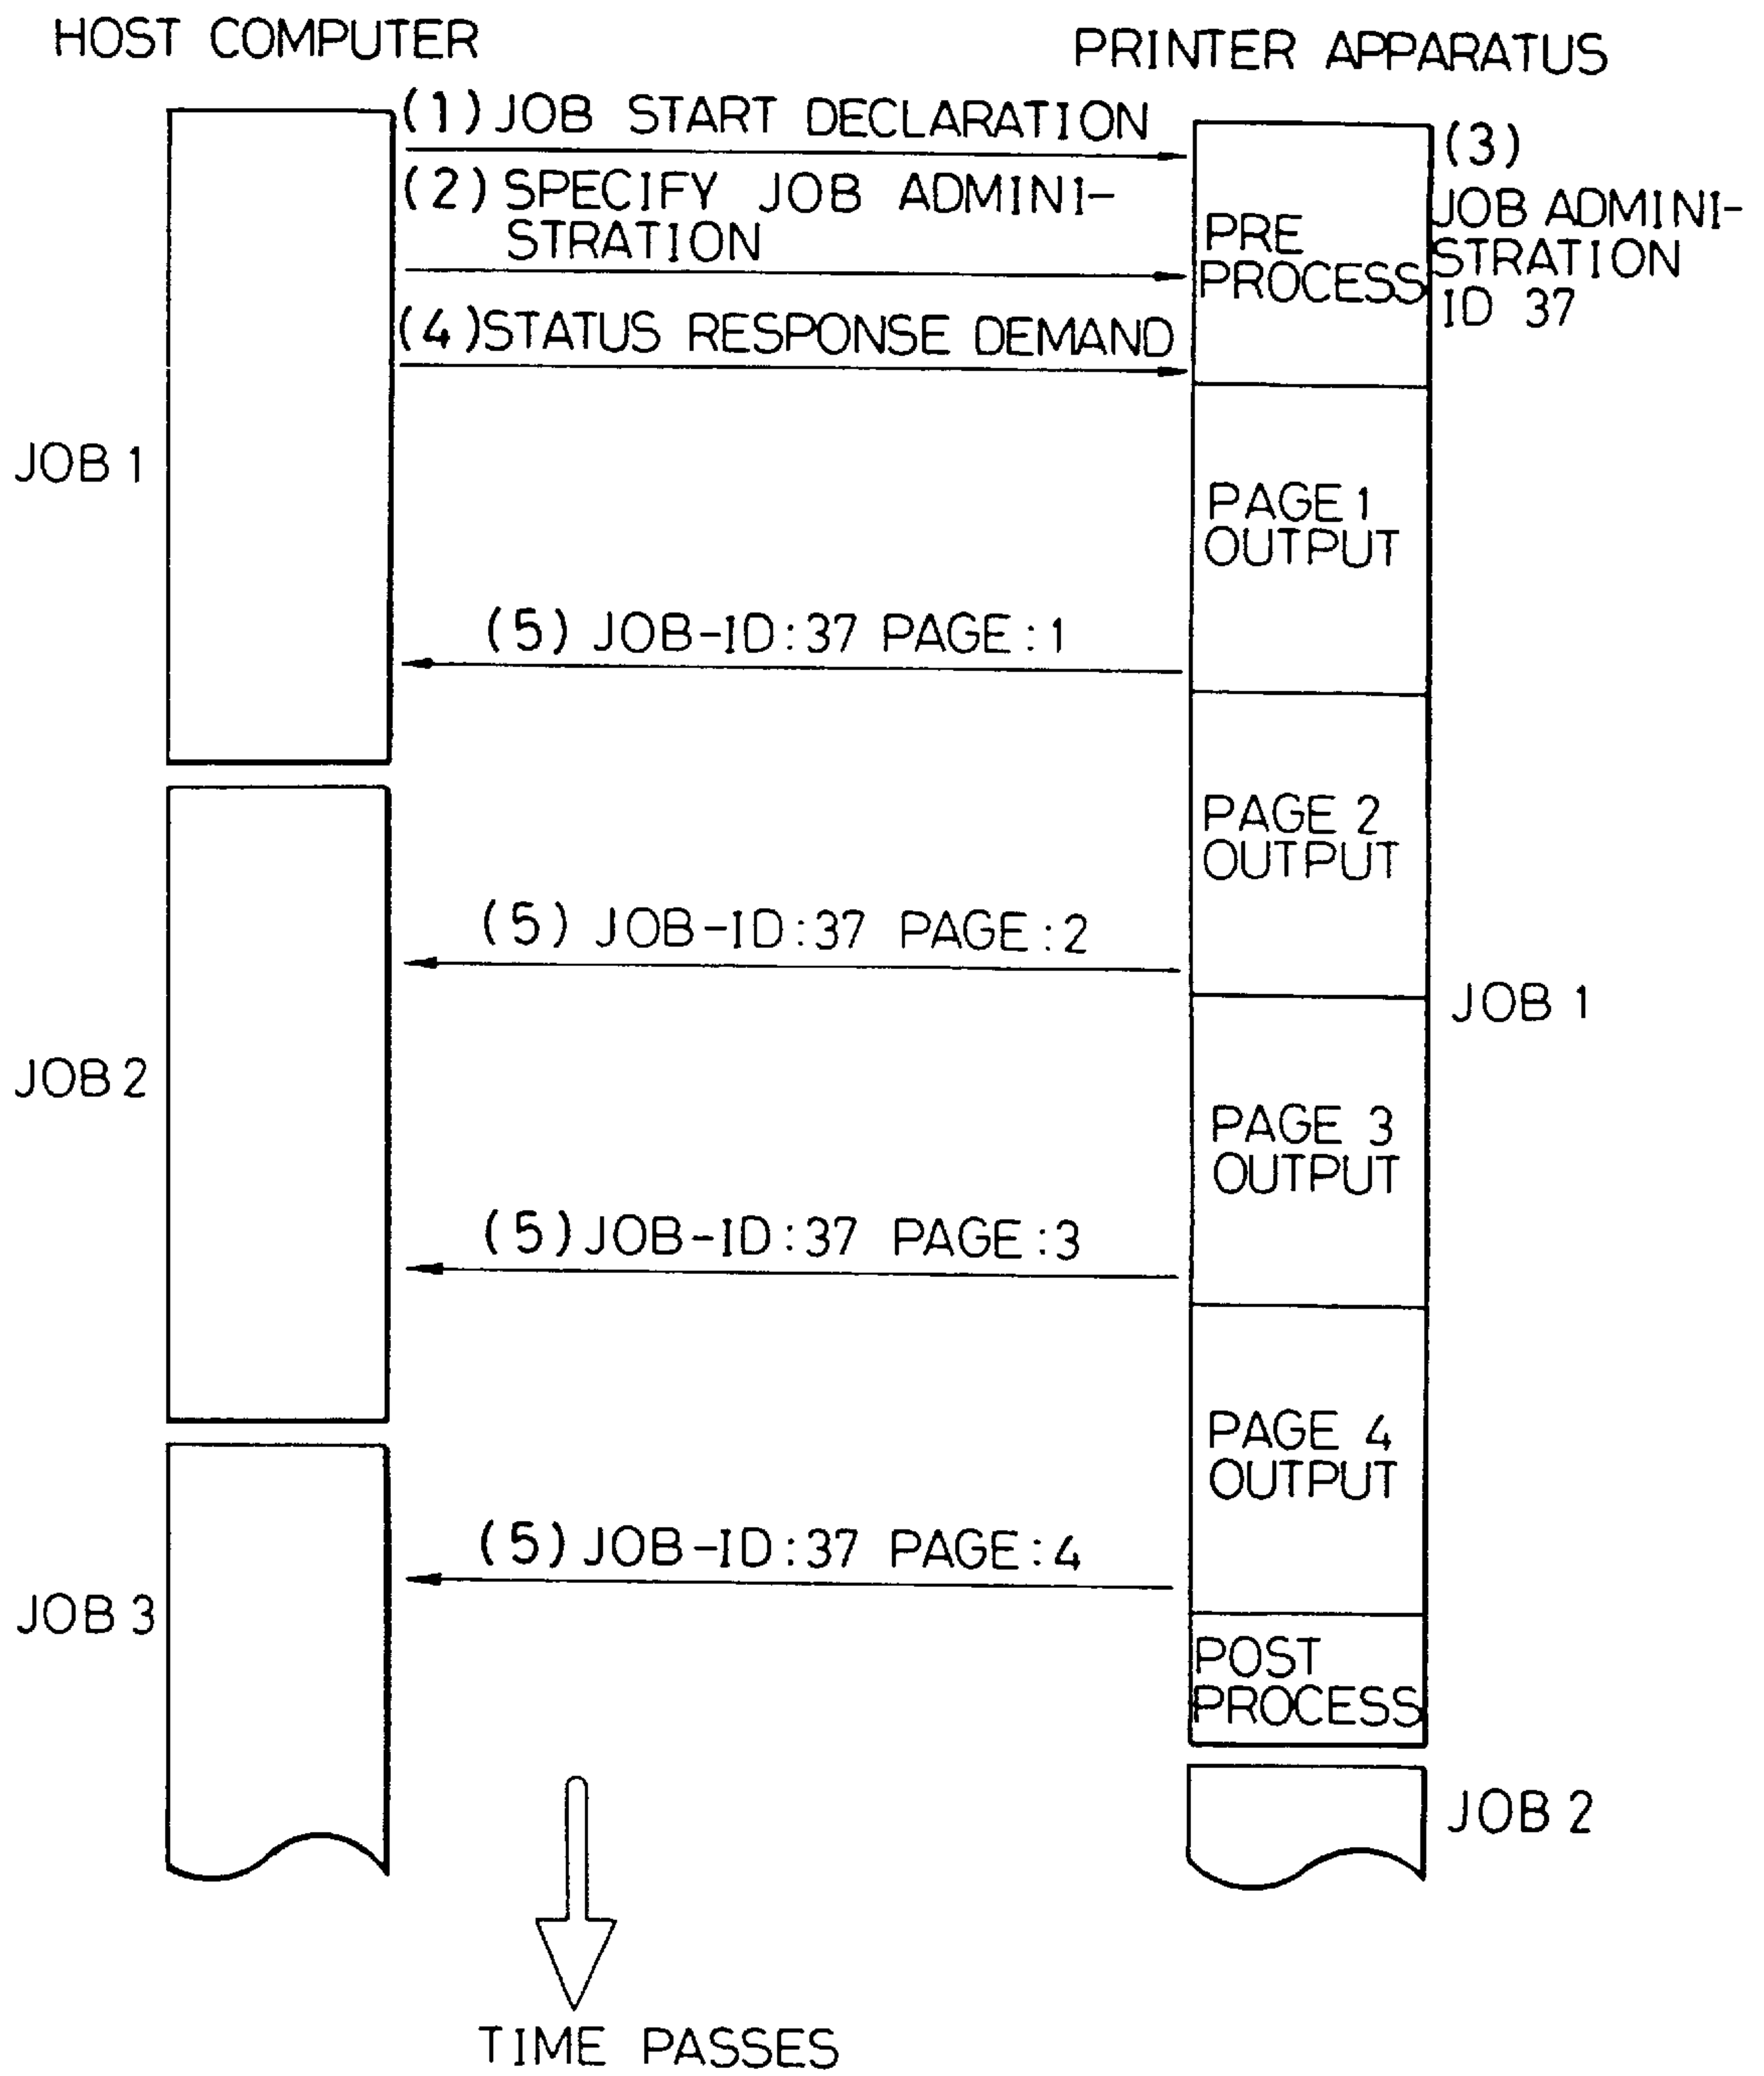 HOST COMPUTER
PRINTER APPARATUS
(1) JOB START DECLARATION
(2) SPECIFY JOB ADMINI-
STRATION
(3)
JOB ADMINI-
STRATION
ID 37
PRE
PROCESS
(4) STATUS RESPONSE DEMAND
JOB 1
PAGE 1
OUTPUT
(5) JOB-ID:37 PAGE:1
PAGE 2
OUTPUT
(5) JOB-ID:37 PAGE:2
JOB 1
JOB 2
PAGE 3
OUTPUT
(5) JOB-ID:37 PAGE:3
PAGE 4
OUTPUT
(5) JOB-ID:37 PAGE:4
JOB 3
POST
PROCESS
JOB 2
TIME PASSES